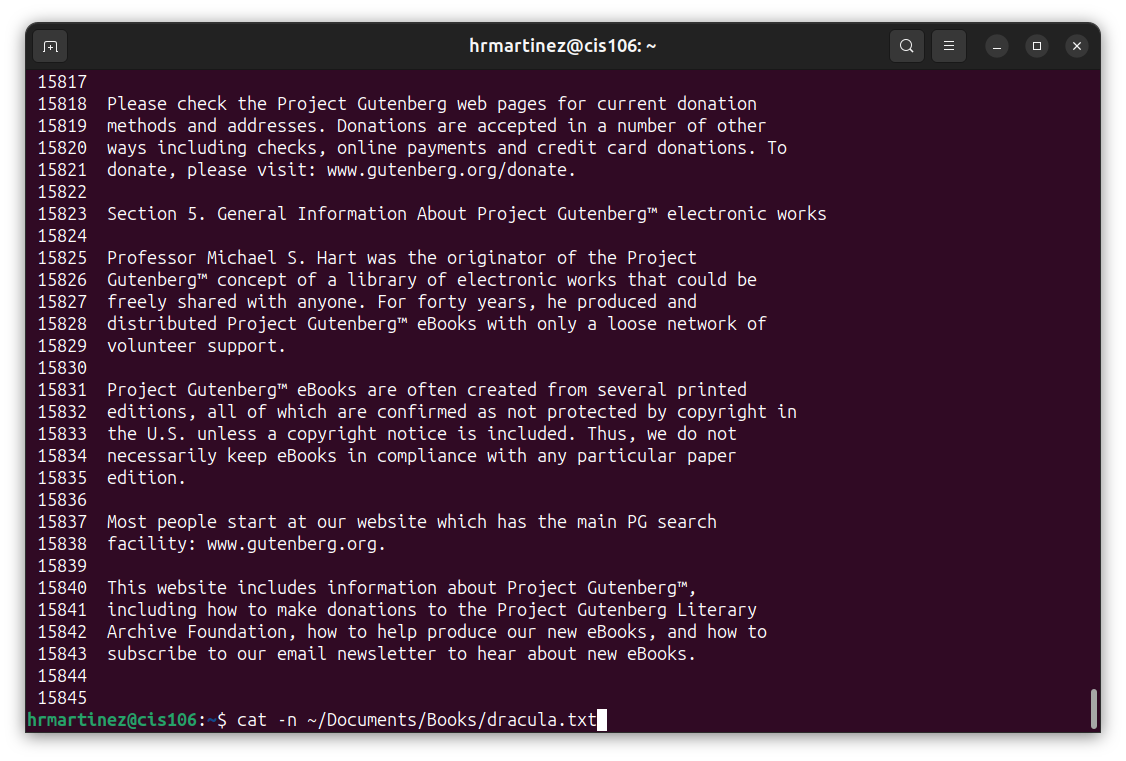 hrmartinez@cis106: ~
15817
15818 Please check the Project Gutenberg web pages for current donation
15819 methods and addresses. Donations are accepted in a number of other
15820 ways including checks, online payments and credit card donations. To
15821 donate, please visit: www.gutenberg.org/donate.
15822
15823 Section 5. General Information About Project Gutenberg™ electronic works
15824
15825 Professor Michael S. Hart was the originator of the Project
15826 Gutenberg™ concept of a library of electronic works that could be
15827 freely shared with anyone. For forty years, he produced and
15828 distributed Project Gutenberg™ eBooks with only a loose network of
15829 volunteer support.
15830
15831 Project Gutenberg™ eBooks are often created from several printed
15832 editions, all of which are confirmed as not protected by copyright in
15833 the U.S. unless a copyright notice is included. Thus, we do not
15834 necessarily keep eBooks in compliance with any particular paper
15835 edition.
15836
15837 Most people start at our website which has the main PG search
15838 facility: www.gutenberg.org.
15839
15840 This website includes information about Project Gutenberg™,
15841 including how to make donations to the Project Gutenberg Literary
15842 Archive Foundation, how to help produce our new eBooks, and how to
15843 subscribe to our email newsletter to hear about new eBooks.
15844
15845
hrmartinez@cis106:~$ cat -n ~/Documents/Books/dracula.txt